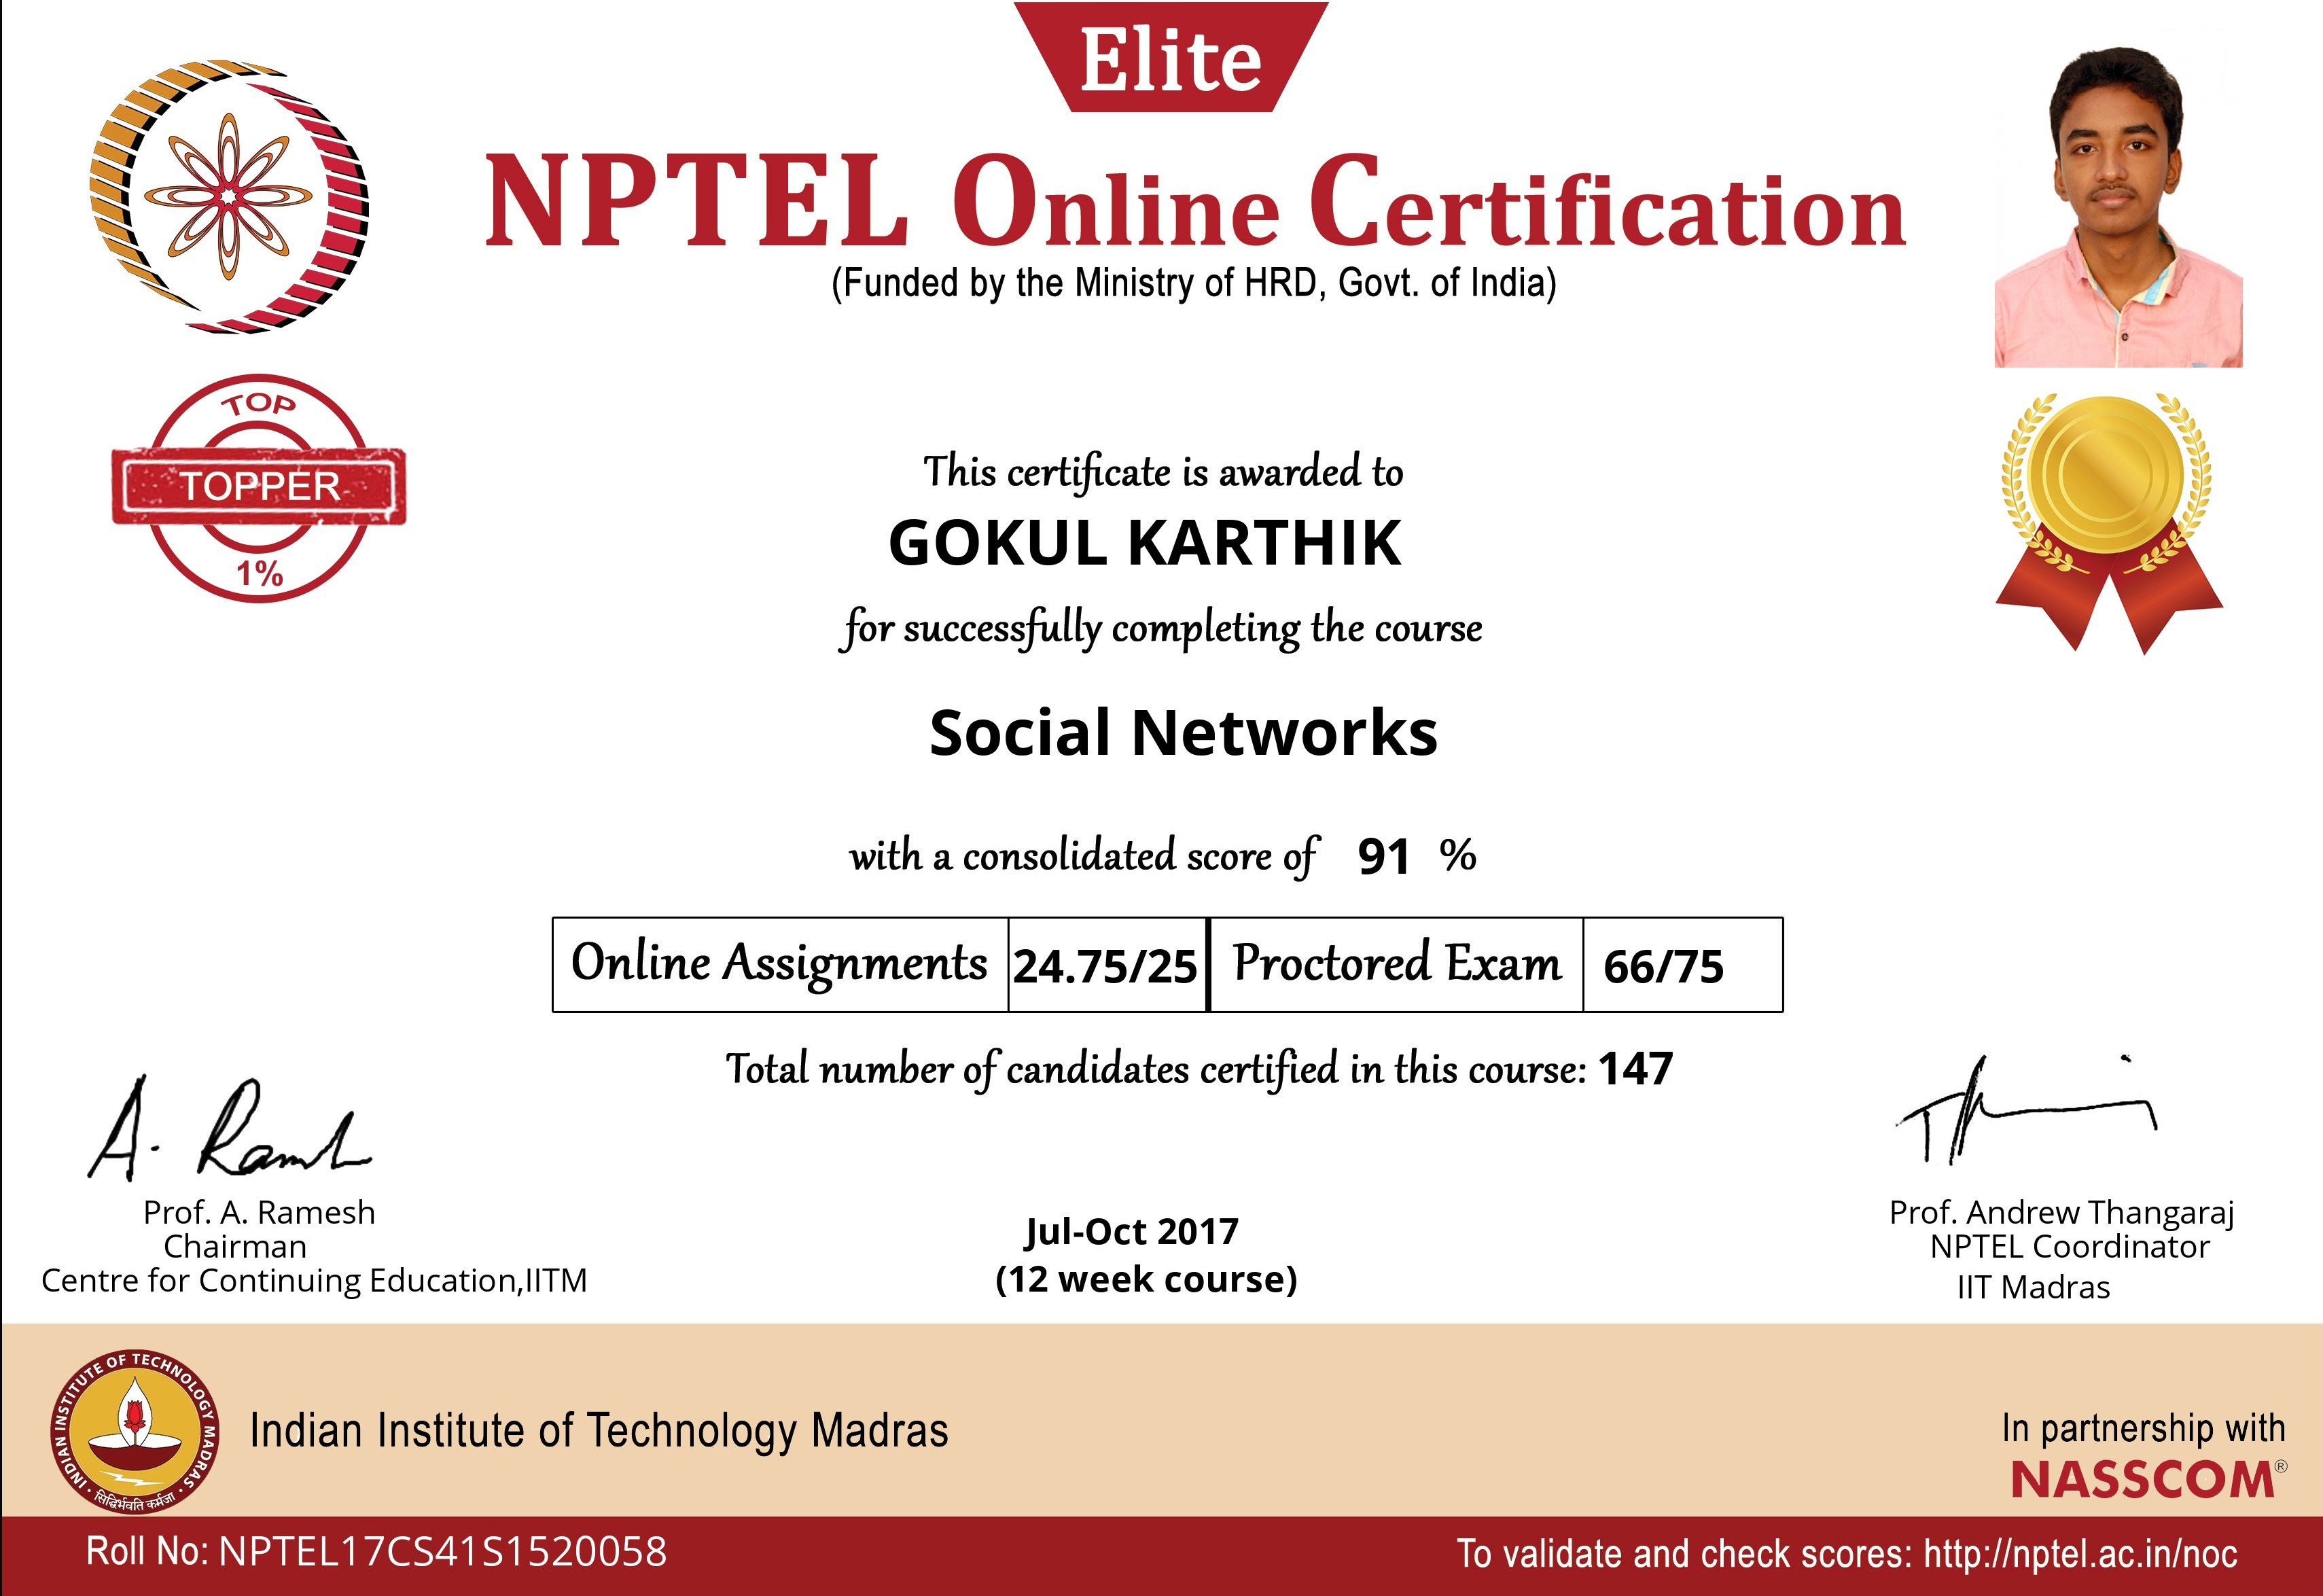 Elite
NPTEL Online Certification
(Funded by the Ministry of HRD, Govt. of India)
TOP
TOPPER
1%
This certificate is awarded to
GOKUL KARTHIK
for successfully completing the course
Social Networks
with a consolidated score of 91 %
Online Assignments 24.75/25 Proctored Exam 66/75
Total number of candidates certified in this course: 147
A. Ramesh
Prof. A. Ramesh
Chairman
Centre for Continuing Education,IITM
Jul-Oct 2017
(12 week course)
Prof. Andrew Thangaraj
NPTEL Coordinator
IIT Madras
INDIAN INSTITUTE OF TECHNOLOGY MADRAS
सिद्धिर्भवति कर्मजा
Indian Institute of Technology Madras
In partnership with
NASSCOM®
Roll No: NPTEL17CS41S1520058
To validate and check scores: http://nptel.ac.in/noc